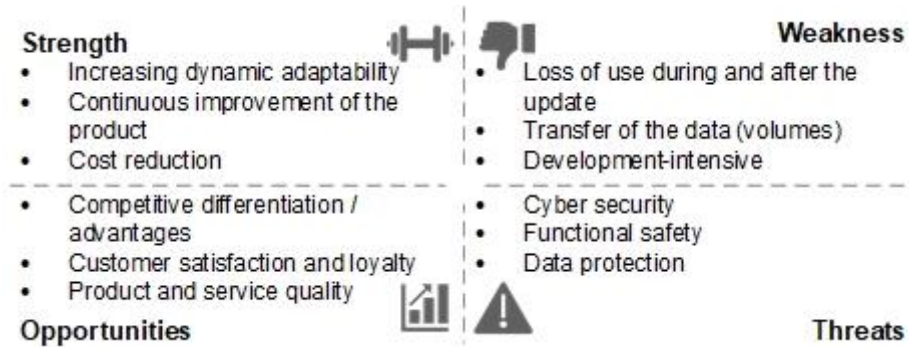 Strength
• Increasing dynamic adaptability
• Continuous improvement of the
product
• Cost reduction
Weakness
• Loss of use during and after the
update
• Transfer of the data (volumes)
• Development-intensive
• Competitive differentiation /
advantages
• Customer satisfaction and loyalty
• Product and service quality
Opportunities
• Cyber security
• Functional safety
• Data protection
Threats